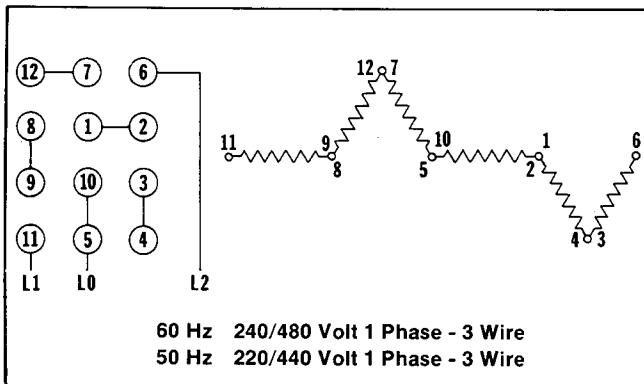 12 7 6
8 1 2
9 10 3
11 5 4
L1 L0 L2
12 7
11 9 10 1 6
8 5 2
4 3
60 Hz 240/480 Volt 1 Phase - 3 Wire
50 Hz 220/440 Volt 1 Phase - 3 Wire